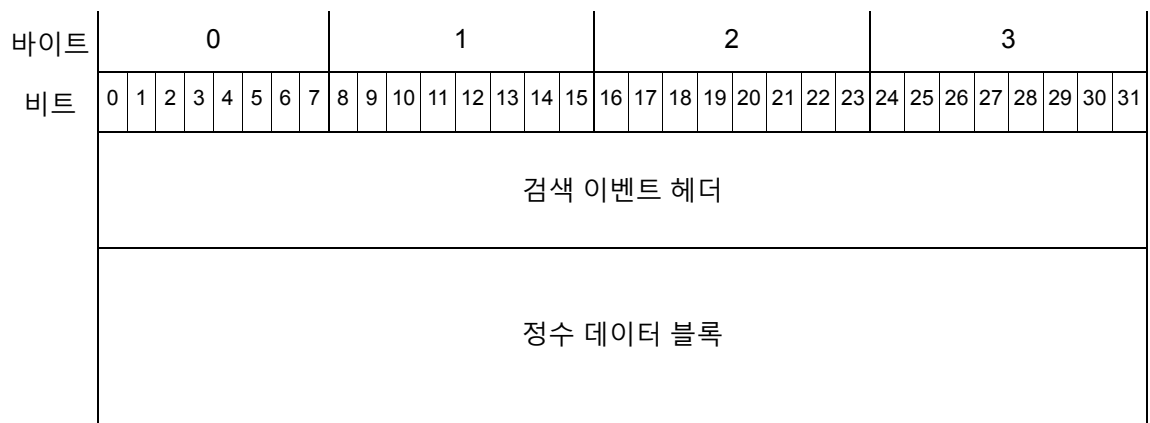 바이트 0 1 2 3
비트 0 1 2 3 4 5 6 7 8 9 10 11 12 13 14 15 16 17 18 19 20 21 22 23 24 25 26 27 28 29 30 31
검색 이벤트 헤더
정수 데이터 블록